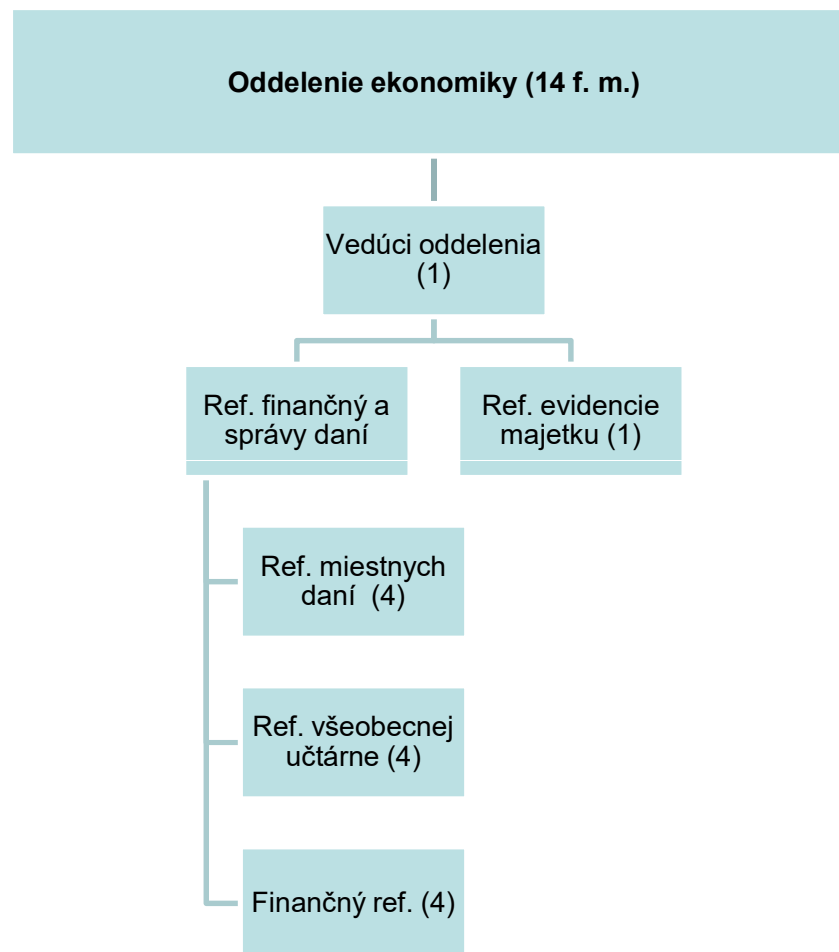 Oddelenie ekonomiky (14 f. m.)
Vedúci oddelenia
(1)
Ref. finančný a
správy daní
Ref. evidencie
majetku (1)
Ref. miestnych
daní  (4)
Ref. všeobecnej
učtárne (4)
Finančný ref. (4)